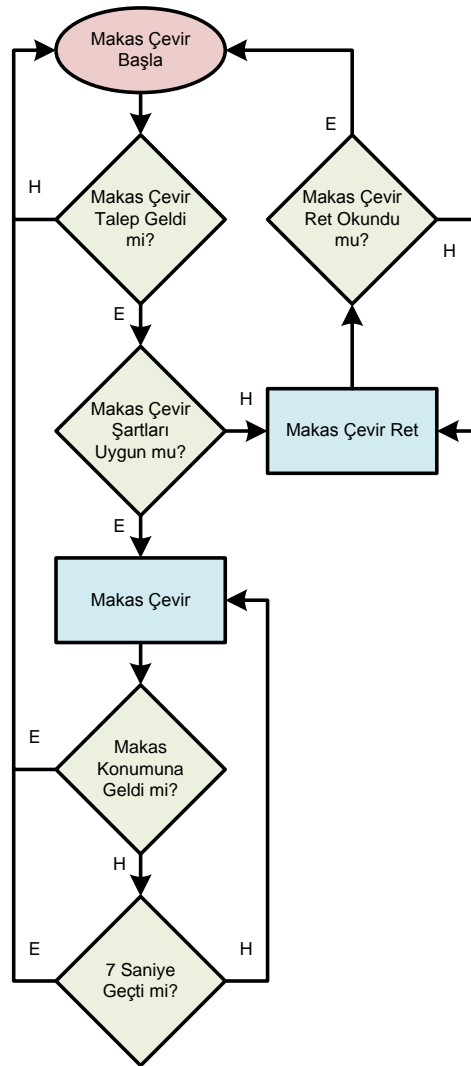 Makas Çevir
Başla
E
H
Makas Çevir
Talep Geldi
mi?
Makas Çevir
Ret Okundu
mu?
H
E
Makas Çevir
Şartları
Uygun mu?
H
Makas Çevir Ret
E
Makas Çevir
E
Makas
Konumuna
Geldi mi?
H
E
7 Saniye
Geçti mi?
H